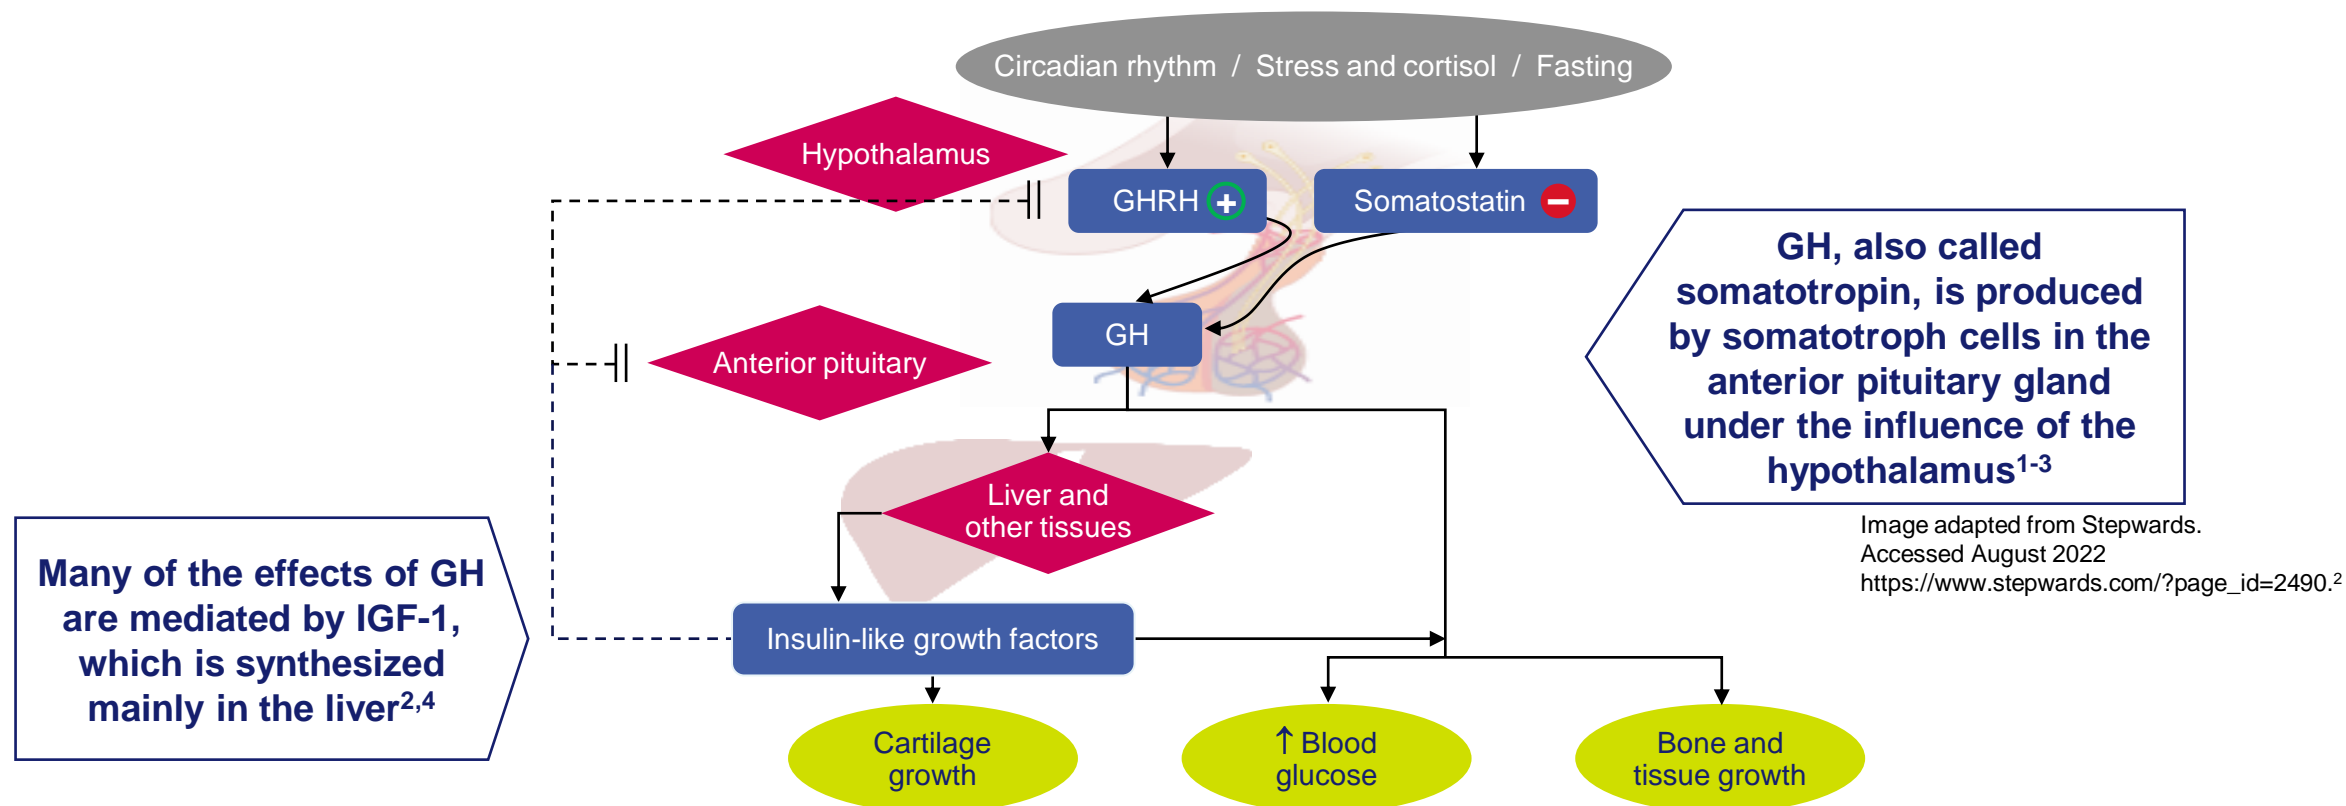 Circadian rhythm / Stress and cortisol / Fasting
Hypothalamus
GHRH +
Somatostatin −
GH
Anterior pituitary
GH, also called
somatotropin, is produced
by somatotroph cells in the
anterior pituitary gland
under the influence of the
hypothalamus1-3
Image adapted from Stepwards.
Accessed August 2022
https://www.stepwards.com/?page_id=2490.2
Liver and
other tissues
Many of the effects of GH
are mediated by IGF-1,
which is synthesized
mainly in the liver2,4
Insulin-like growth factors
Cartilage
growth
↑ Blood
glucose
Bone and
tissue growth